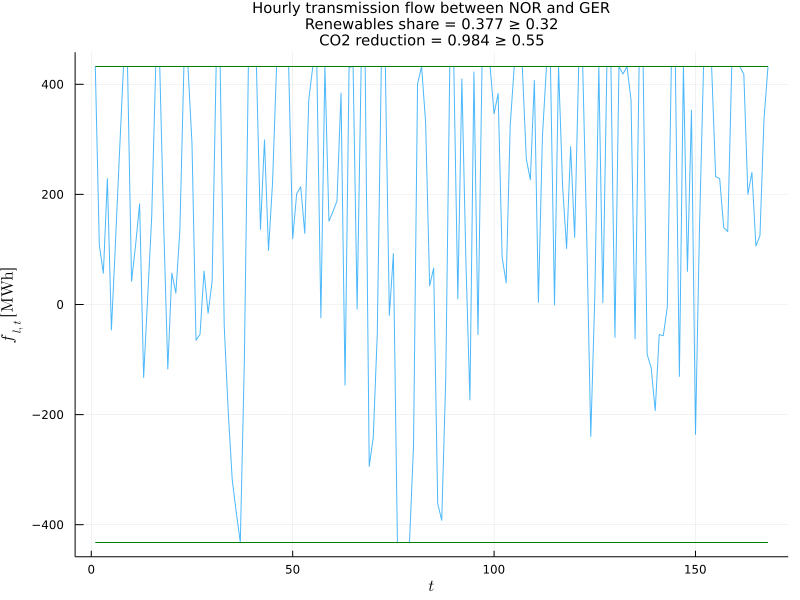 Hourly transmission flow between NOR and GER
Renewables share = 0.377 ≥ 0.32
CO2 reduction = 0.984 ≥ 0.55
400
200
0
−200
−400
f_{l,t} [MWh]
0
50
100
150
t